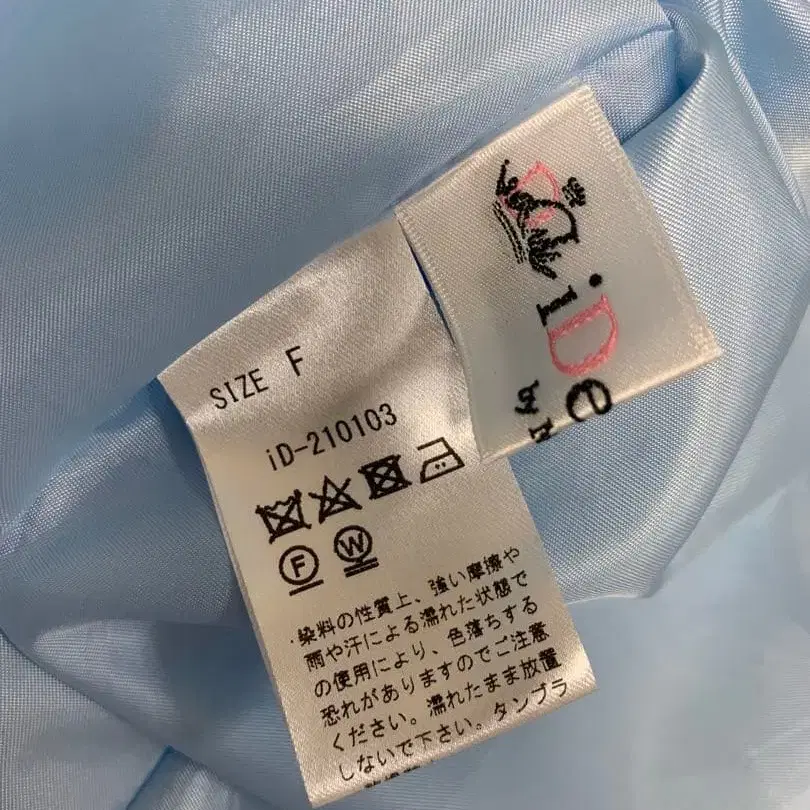 iDe
by
SIZE F
iD-210103
F
W
・染料の性質上、強い摩擦や
雨や汗による濡れた状態で
の使用により、色落ちする
恐れがありますのでご注意
ください。濡れたまま放置
しないで下さい。タンブラ